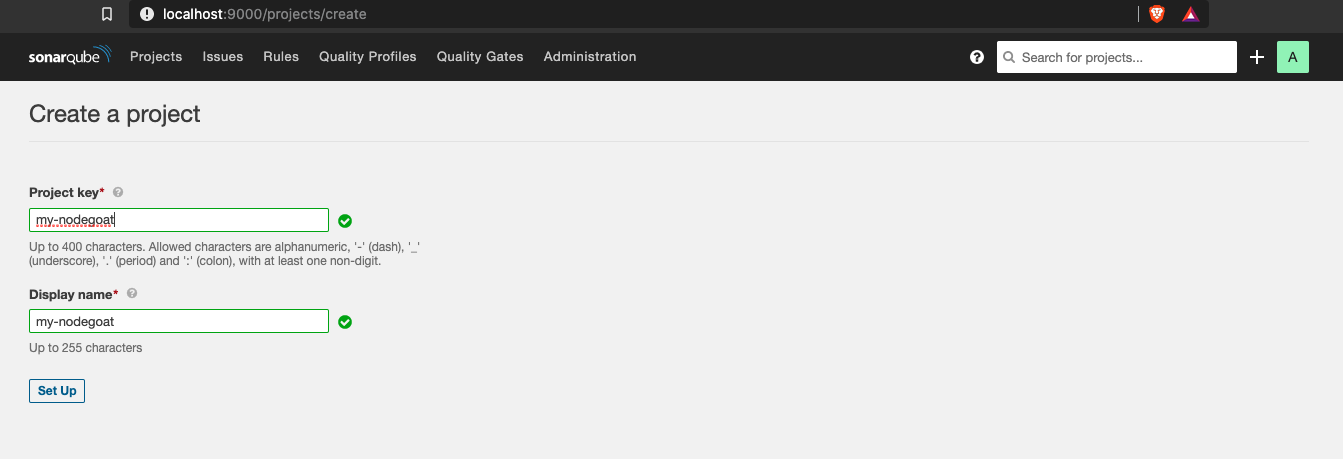 localhost:9000/projects/create
sonarqube Projects Issues Rules Quality Profiles Quality Gates Administration Search for projects... A
Create a project
Project key*
my-nodegoat
Up to 400 characters. Allowed characters are alphanumeric, '-' (dash), '_'
(underscore), '.' (period) and ':' (colon), with at least one non-digit.
Display name*
my-nodegoat
Up to 255 characters
Set Up